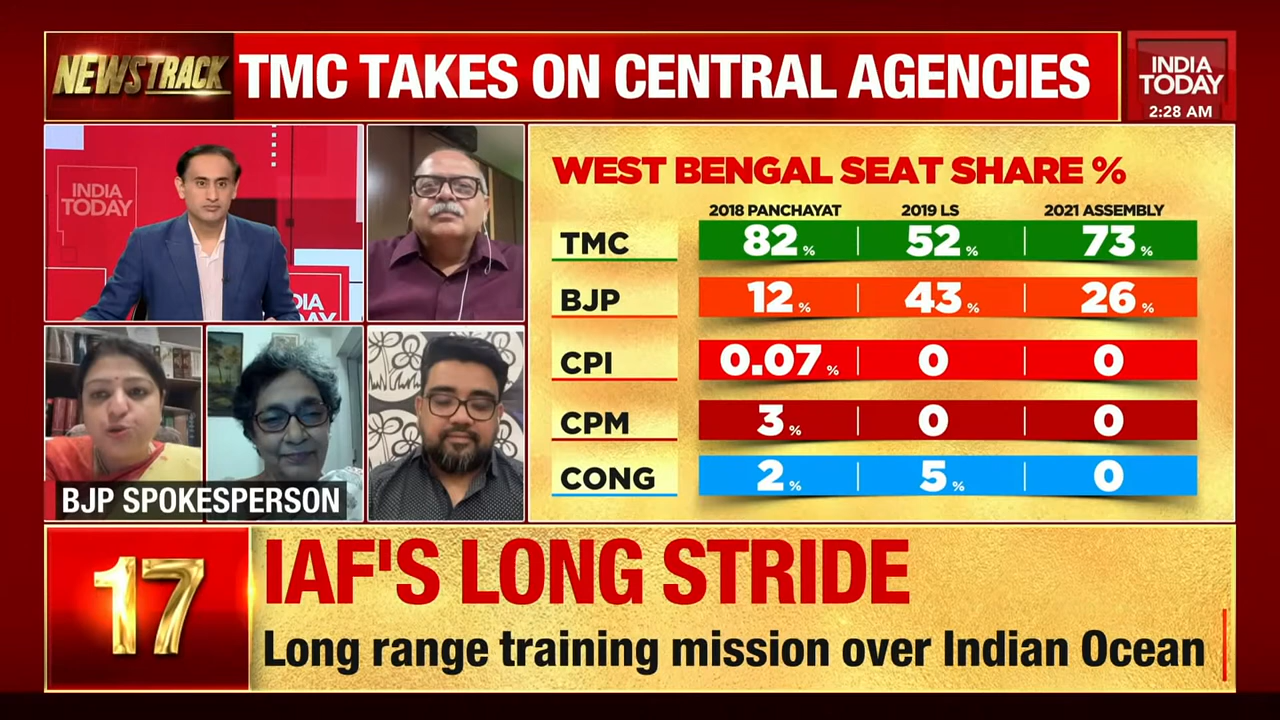 NEWSTRACK
TMC TAKES ON CENTRAL AGENCIES
INDIA
TODAY
2:28 AM
INDIA
TODAY
DIA
DAY
BJP SPOKESPERSON
WEST BENGAL SEAT SHARE %
2018 PANCHAYAT 2019 LS 2021 ASSEMBLY
TMC 82 % 52 % 73 %
BJP 12 % 43 % 26 %
CPI 0.07 % 0 0
CPM 3 % 0 0
CONG 2 % 5 % 0
17
IAF'S LONG STRIDE
Long range training mission over Indian Ocean